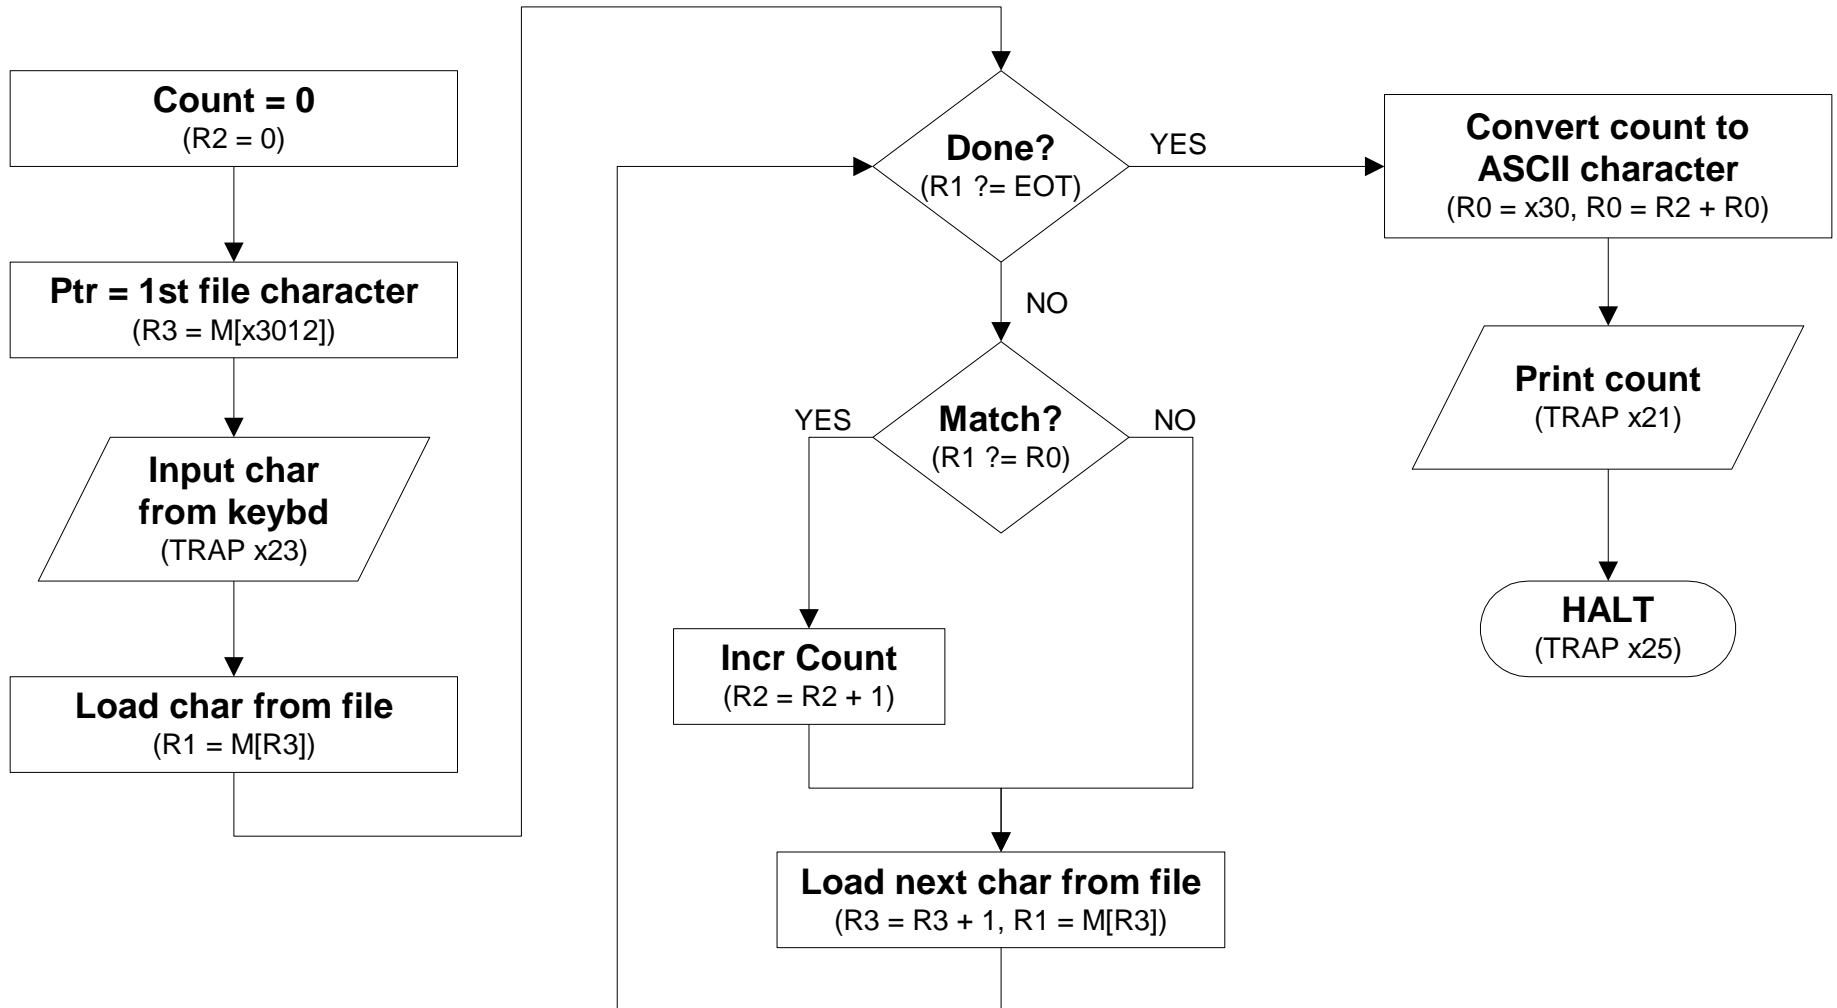 Count = 0
(R2 = 0)
Ptr = 1st file character
(R3 = M[x3012])
Input char
from keybd
(TRAP x23)
Load char from file
(R1 = M[R3])
Done?
(R1 ?= EOT)
YES
NO
Match?
(R1 ?= R0)
YES
NO
Incr Count
(R2 = R2 + 1)
Load next char from file
(R3 = R3 + 1, R1 = M[R3])
Convert count to
ASCII character
(R0 = x30, R0 = R2 + R0)
Print count
(TRAP x21)
HALT
(TRAP x25)